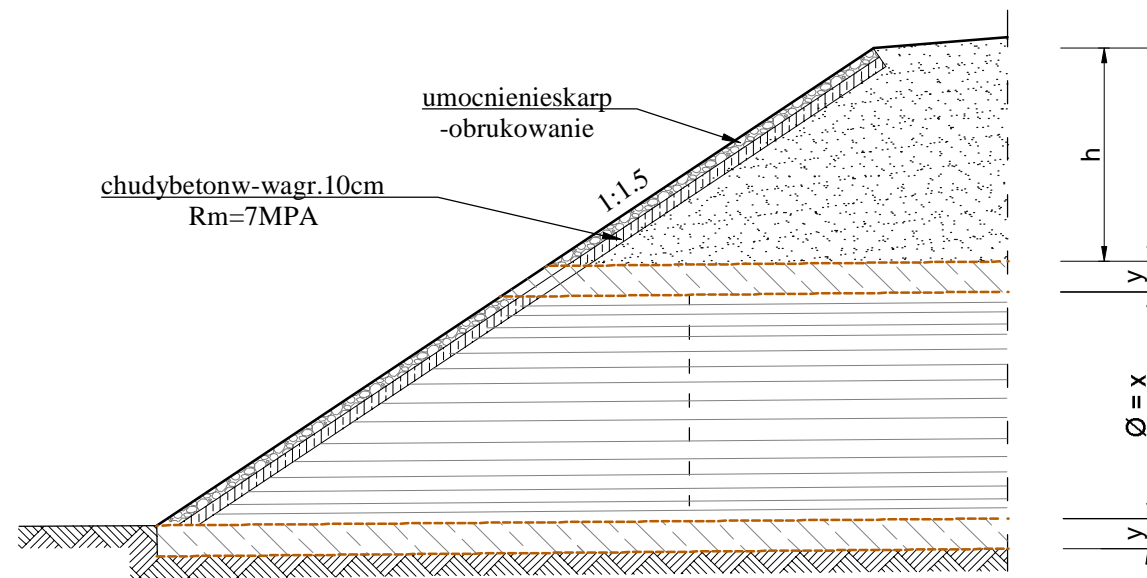 umocnienieskarp
-obrukowanie
chudybetonw-wagr.10cm
Rm=7MPA
1:1.5
h
y
Ø = x
y